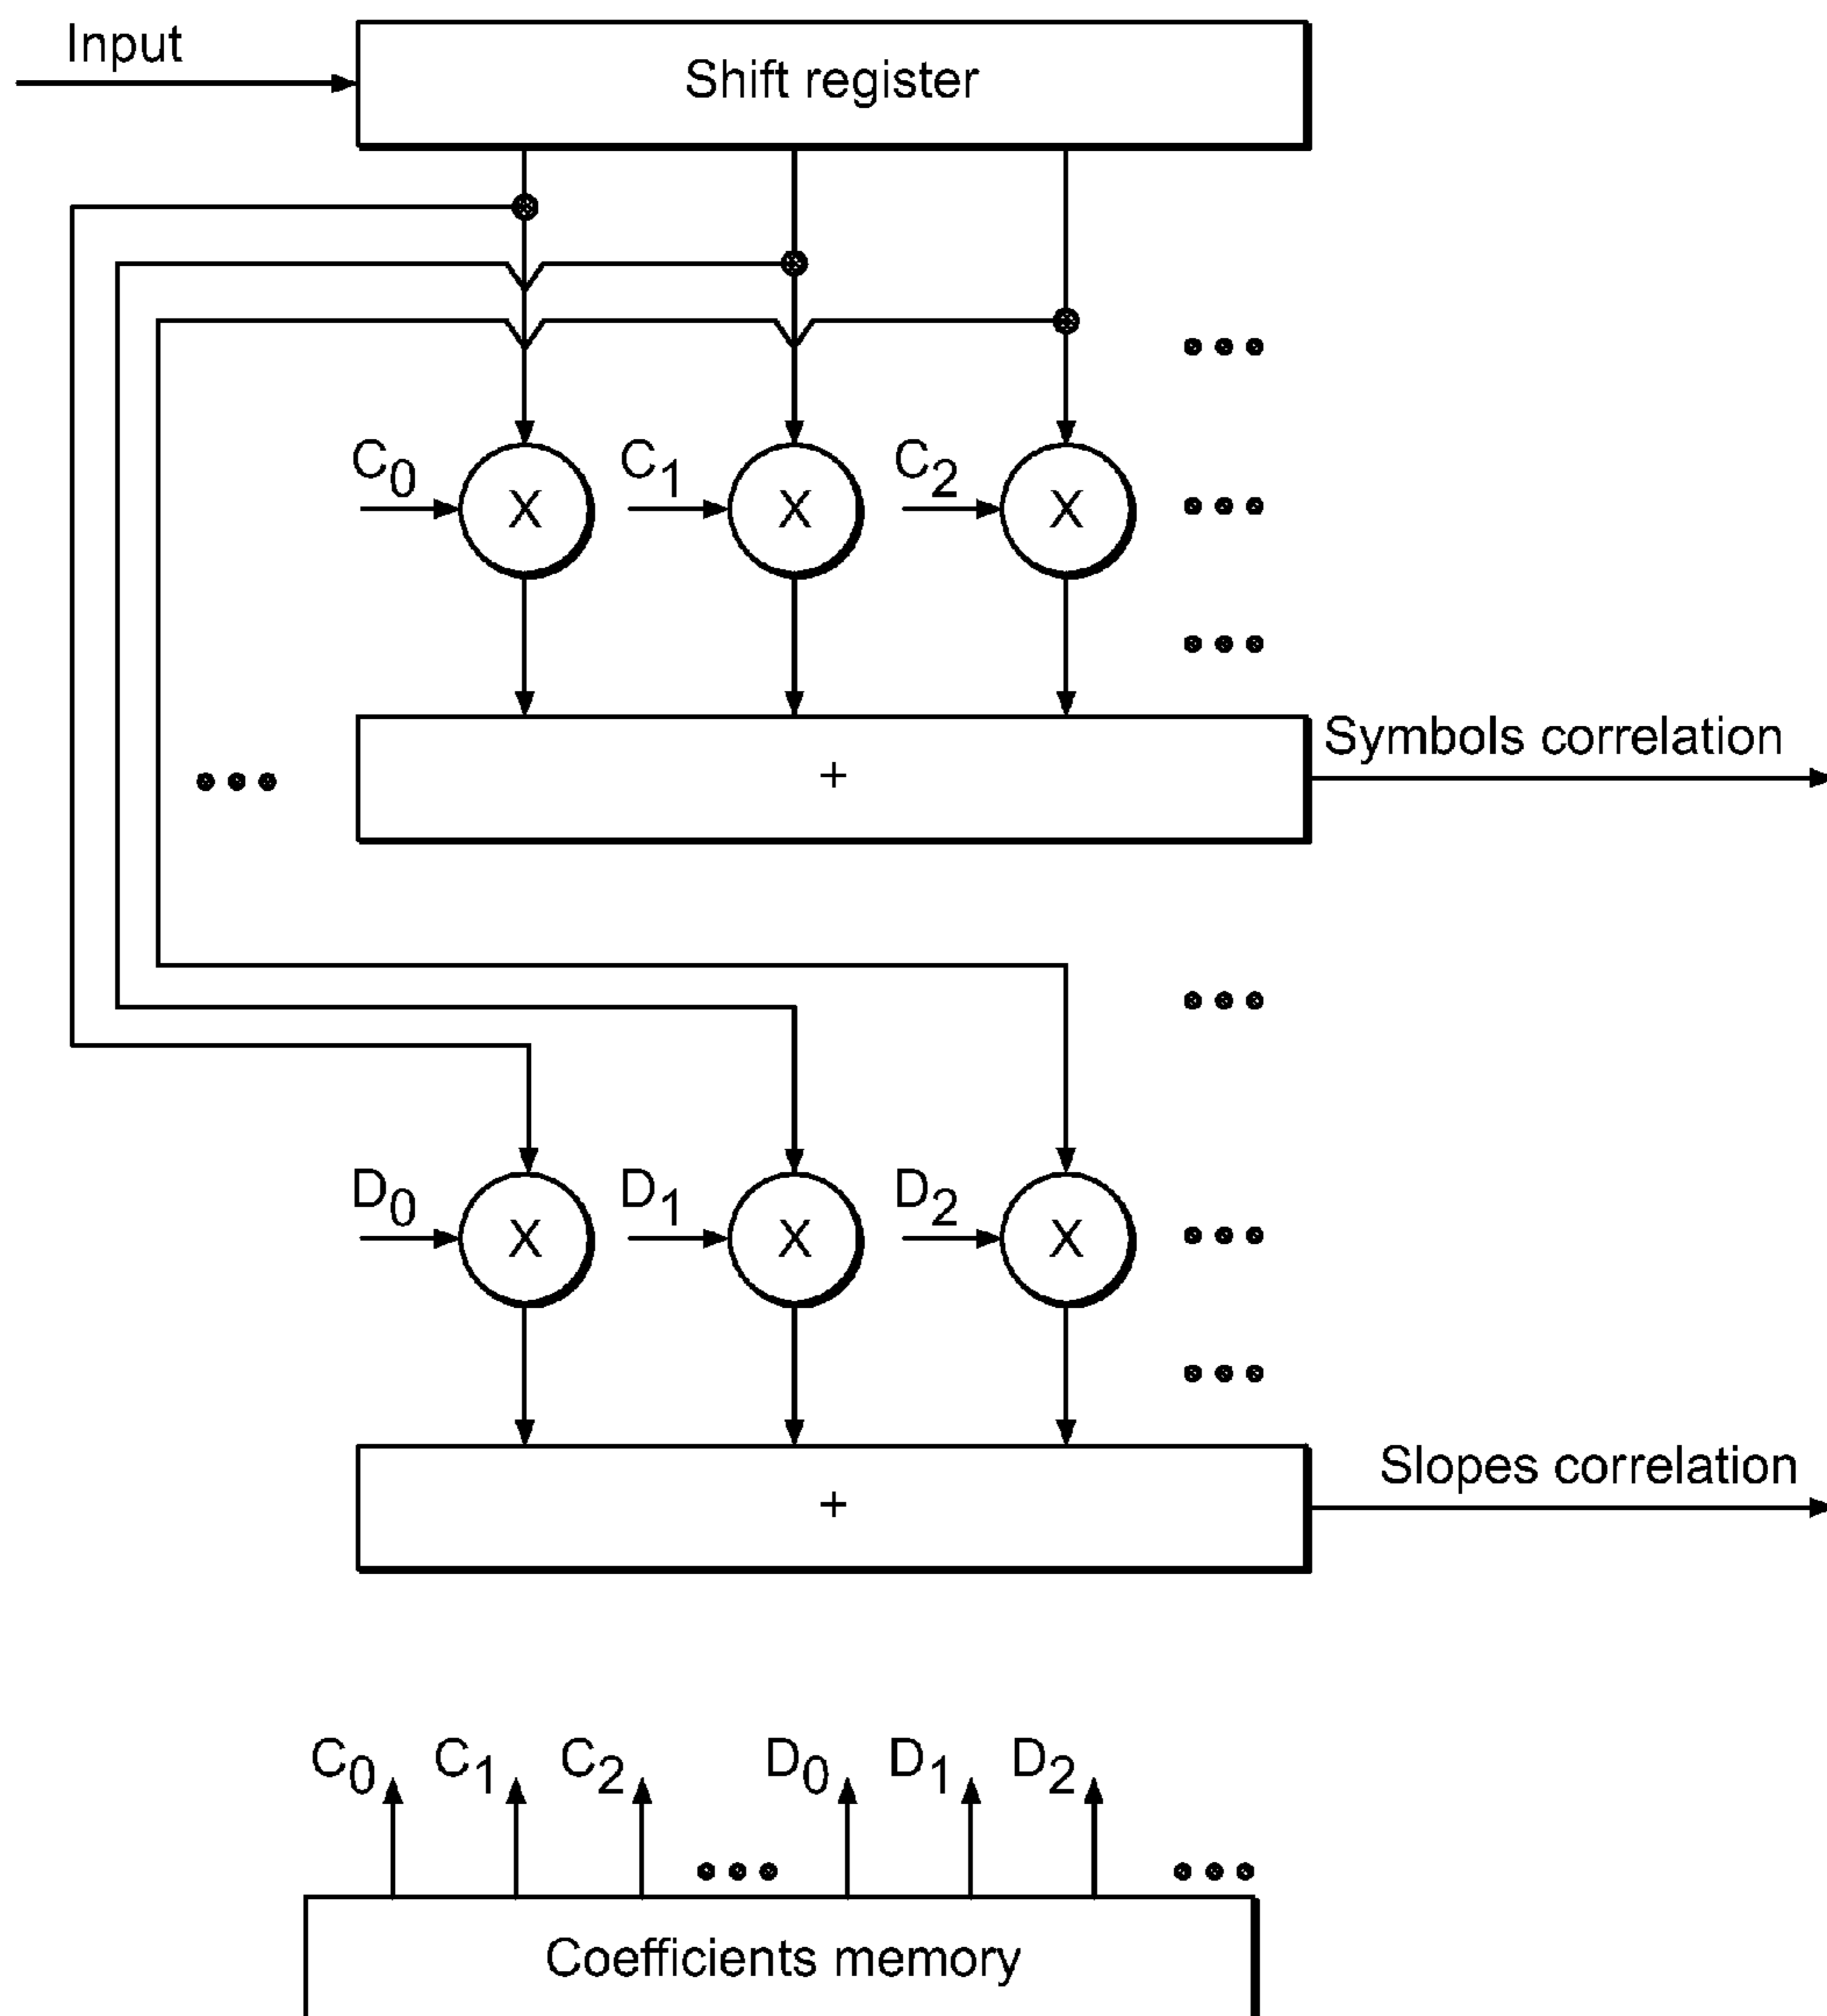 Input
Shift register
C0 C1 C2
X X X
+
Symbols correlation
D0 D1 D2
X X X
+
Slopes correlation
C0 C1 C2 D0 D1 D2
Coefficients memory